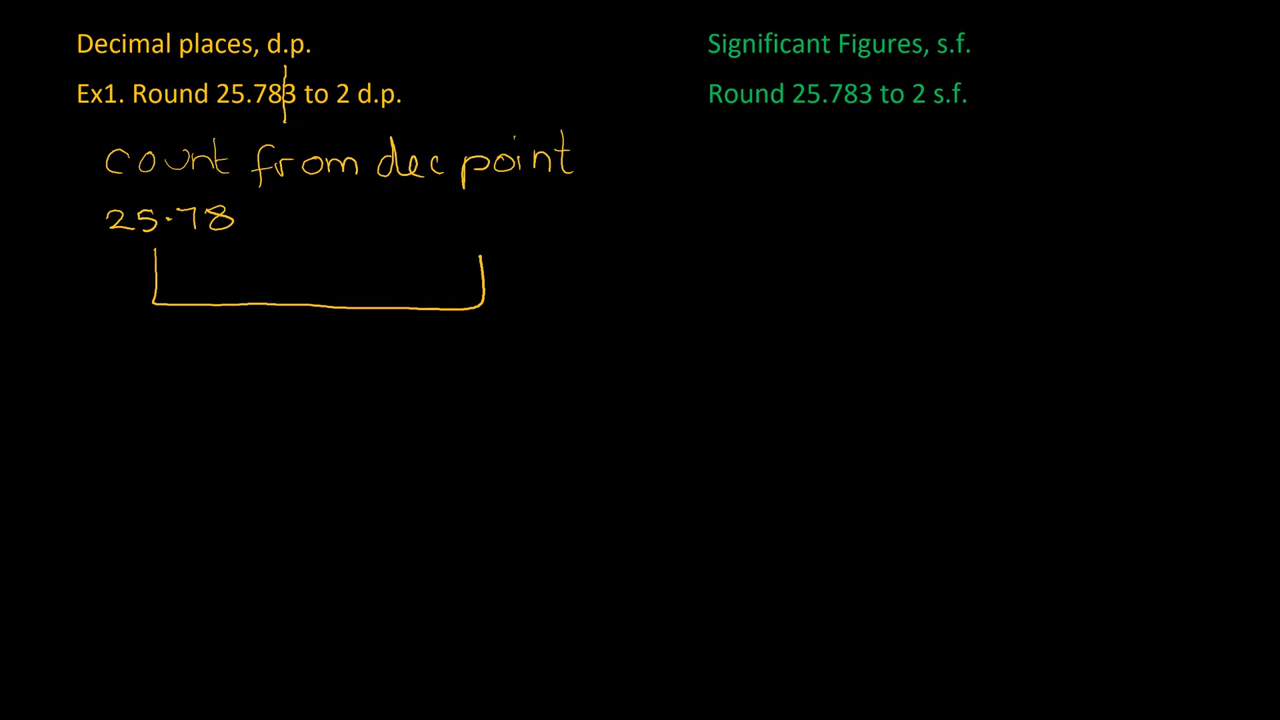 Decimal places, d.p.
Ex1. Round 25.783 to 2 d.p.
count from dec point
25.78
Significant Figures, s.f.
Round 25.783 to 2 s.f.